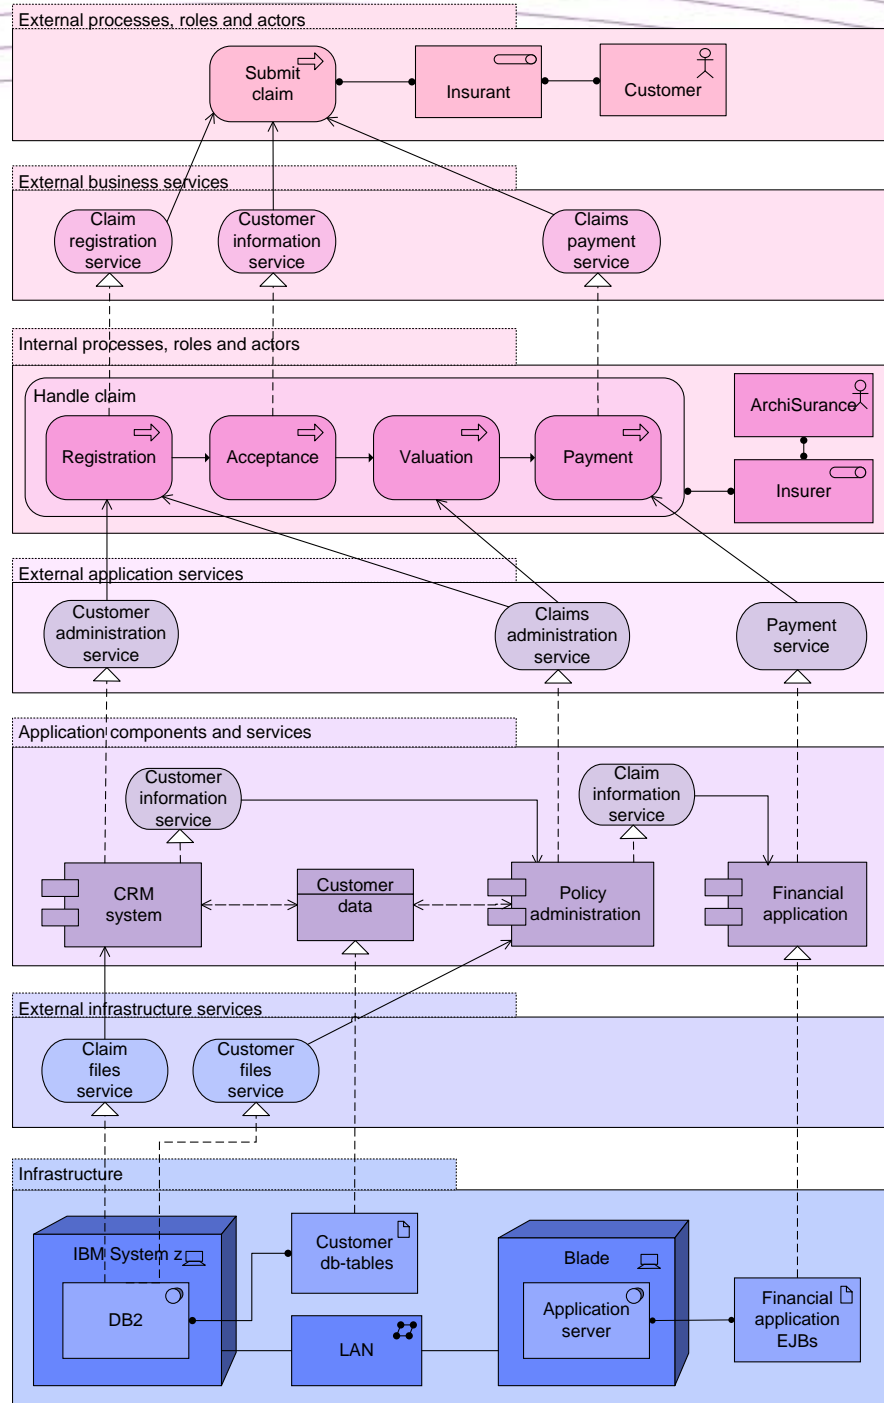 External processes, roles and actors
Submit
claim
Insurant
Customer
External business services
Claim
registration
service
Customer
information
service
Claims
payment
service
Internal processes, roles and actors
Handle claim
Registration
Acceptance
Valuation
Payment
ArchiSurance
Insurer
External application services
Customer
administration
service
Claims
administration
service
Payment
service
Application components and services
Customer
information
service
Claim
information
service
CRM
system
Customer
data
Policy
administration
Financial
application
External infrastructure services
Claim
files
service
Customer
files
service
Infrastructure
IBM System z
DB2
Customer
db-tables
LAN
Blade
Application
server
Financial
application
EJBs